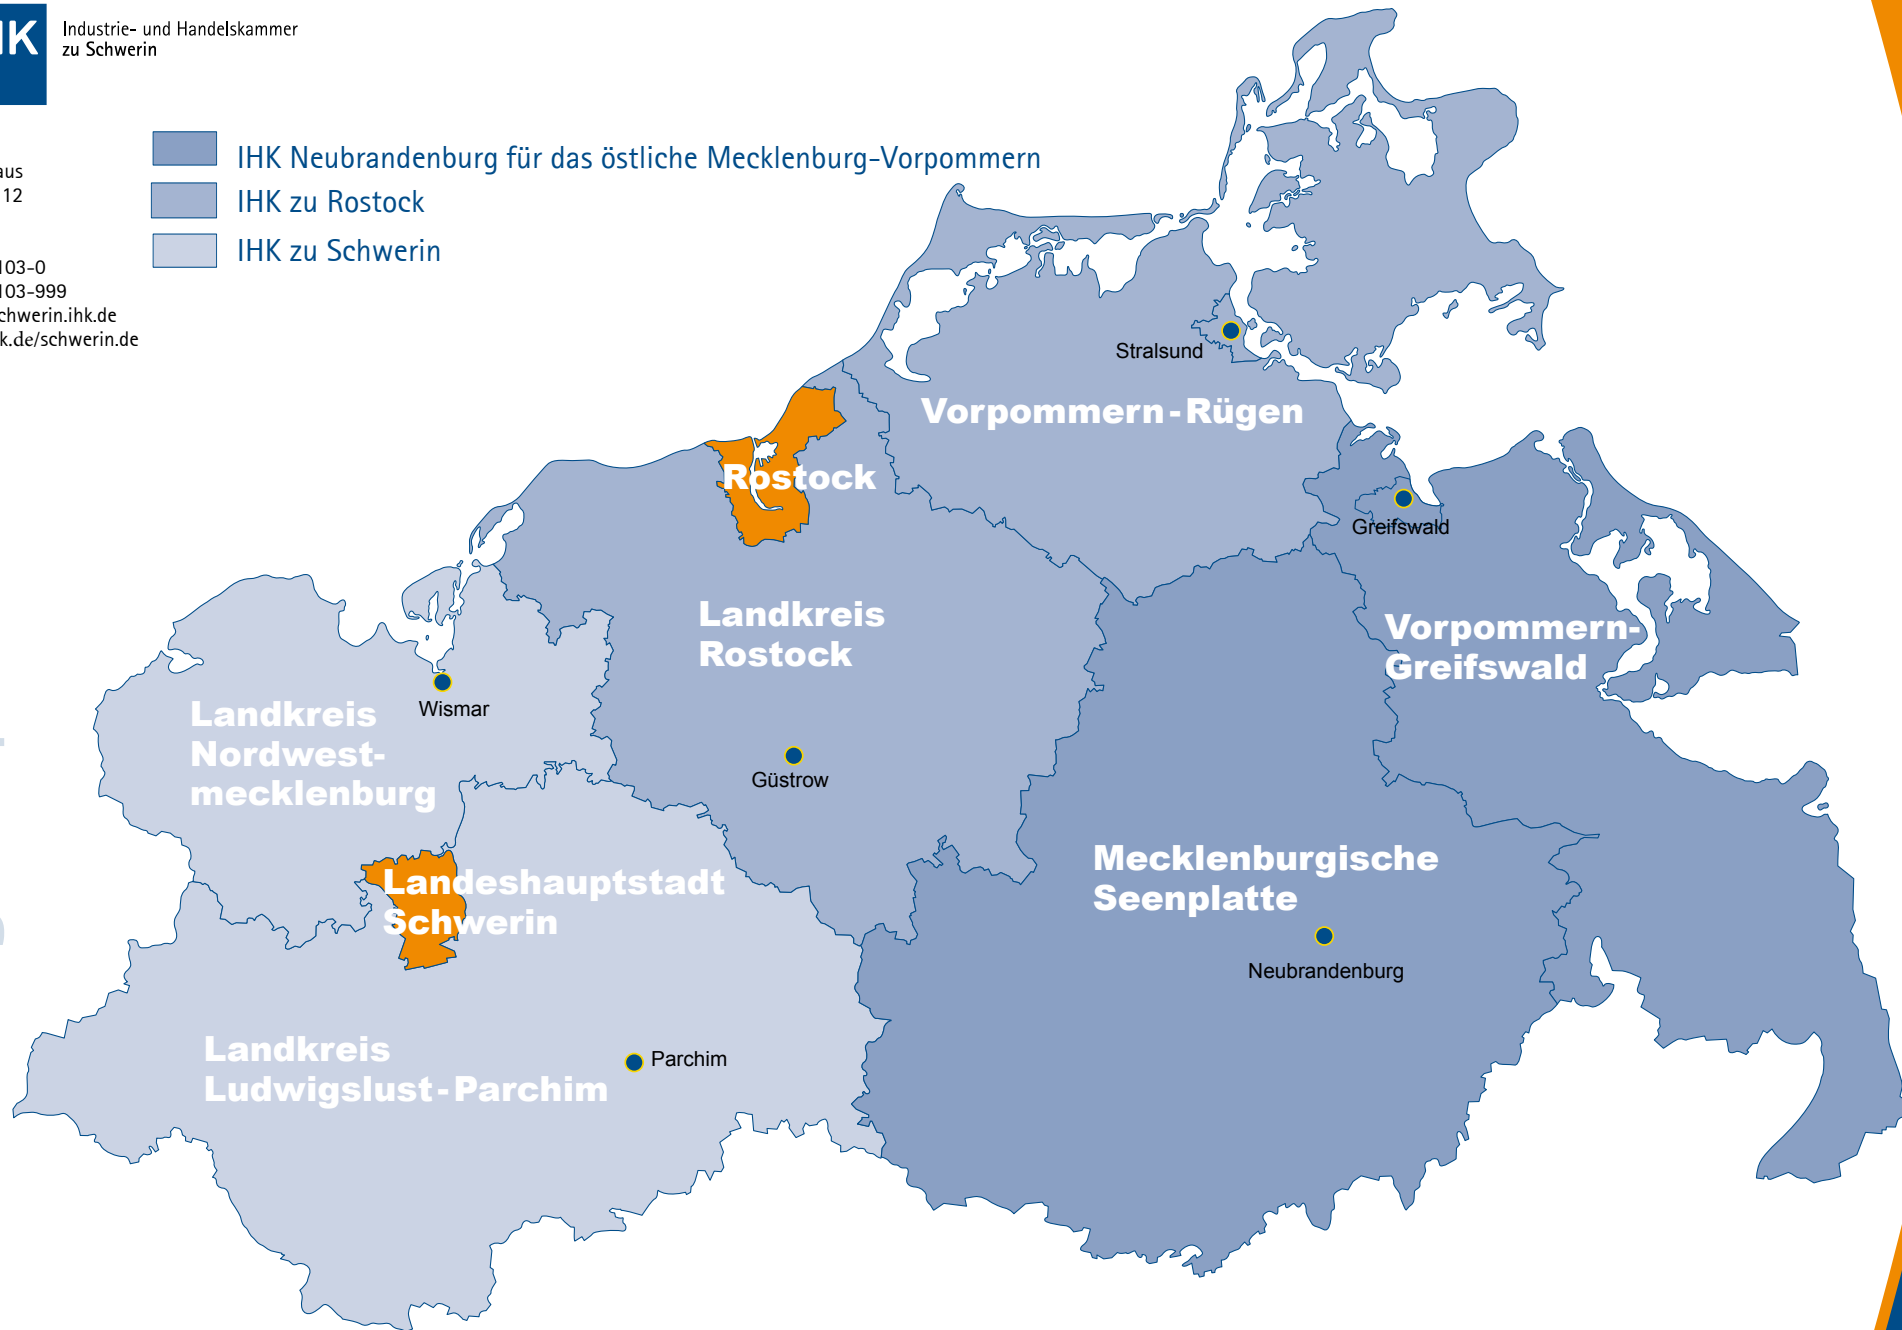 IHK
Industrie- und Handelskammer
zu Schwerin
aus
12
103-0
103-999
chwerin.ihk.de
k.de/schwerin.de
IHK Neubrandenburg für das östliche Mecklenburg-Vorpommern
IHK zu Rostock
IHK zu Schwerin
Stralsund
Vorpommern-Rügen
Rostock
Greifswald
Landkreis
Rostock
Vorpommern-
Greifswald
Wismar
Landkreis
Nordwest-
mecklenburg
Güstrow
Mecklenburgische
Seenplatte
Landeshauptstadt
Schwerin
Neubrandenburg
Landkreis
Ludwigslust-Parchim
Parchim